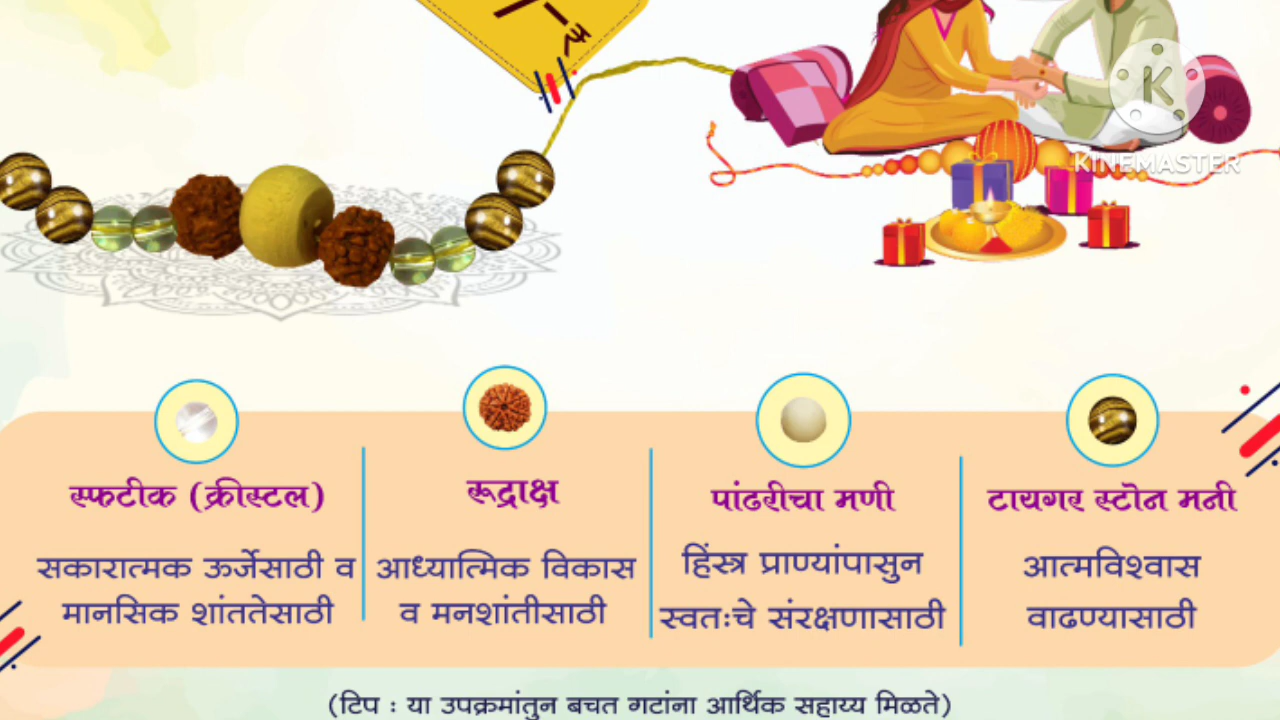 KINEMASTER
स्फटीक (क्रीस्टल)
सकारात्मक ऊर्जेसाठी व
मानसिक शांततेसाठी
रूद्राक्ष
आध्यात्मिक विकास
व मनशांतीसाठी
पांढरीचा मणी
हिंस्त्र प्राण्यांपासुन
स्वतःचे संरक्षणासाठी
टायगर स्टोन मनी
आत्मविश्वास
वाढण्यासाठी
(टिप : या उपक्रमांतुन बचत गटांना आर्थिक सहाय्य मिळते)